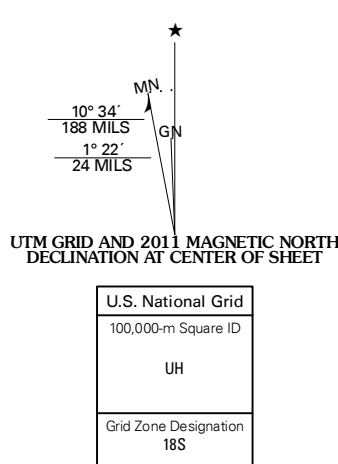 ★
MN
GN
10° 34´
188 MILS
1° 22´
24 MILS
UTM GRID AND 2011 MAGNETIC NORTH
DECLINATION AT CENTER OF SHEET
U.S. National Grid
100,000-m Square ID
UH
Grid Zone Designation
18S